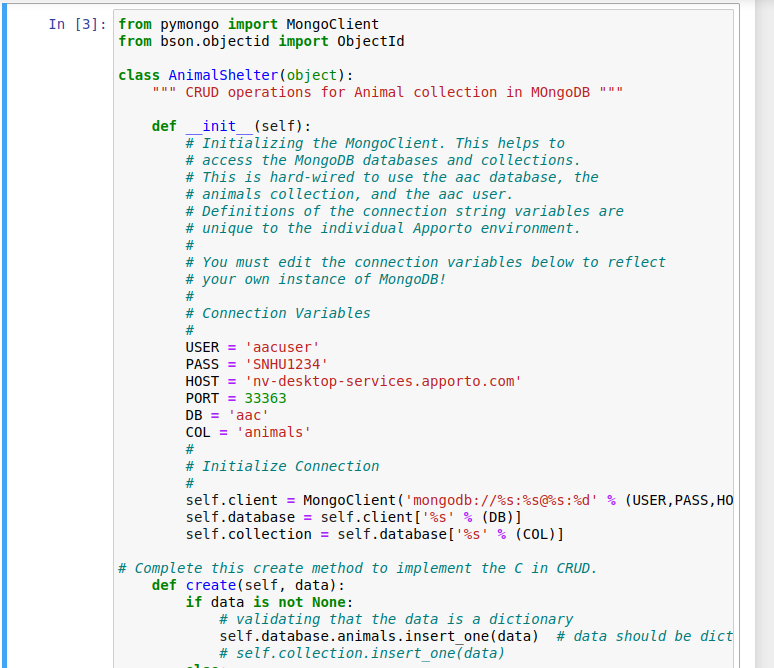 In [3]: from pymongo import MongoClient
from bson.objectid import ObjectId
class AnimalShelter(object):
""" CRUD operations for Animal collection in MOngoDB """
def __init__(self):
# Initializing the MongoClient. This helps to
# access the MongoDB databases and collections.
# This is hard-wired to use the aac database, the
# animals collection, and the aac user.
# Definitions of the connection string variables are
# unique to the individual Apporto environment.
#
# You must edit the connection variables below to reflect
# your own instance of MongoDB!
#
# Connection Variables
#
USER = 'aacuser'
PASS = 'SNHU1234'
HOST = 'nv-desktop-services.apporto.com'
PORT = 33363
DB = 'aac'
COL = 'animals'
#
# Initialize Connection
#
self.client = MongoClient('mongodb://%s:%s@%s:%d' % (USER,PASS,HO
self.database = self.client['%s' % (DB)]
self.collection = self.database['%s' % (COL)]
# Complete this create method to implement the C in CRUD.
def create(self, data):
if data is not None:
# validating that the data is a dictionary
self.database.animals.insert_one(data)  # data should be dict
# self.collection.insert_one(data)